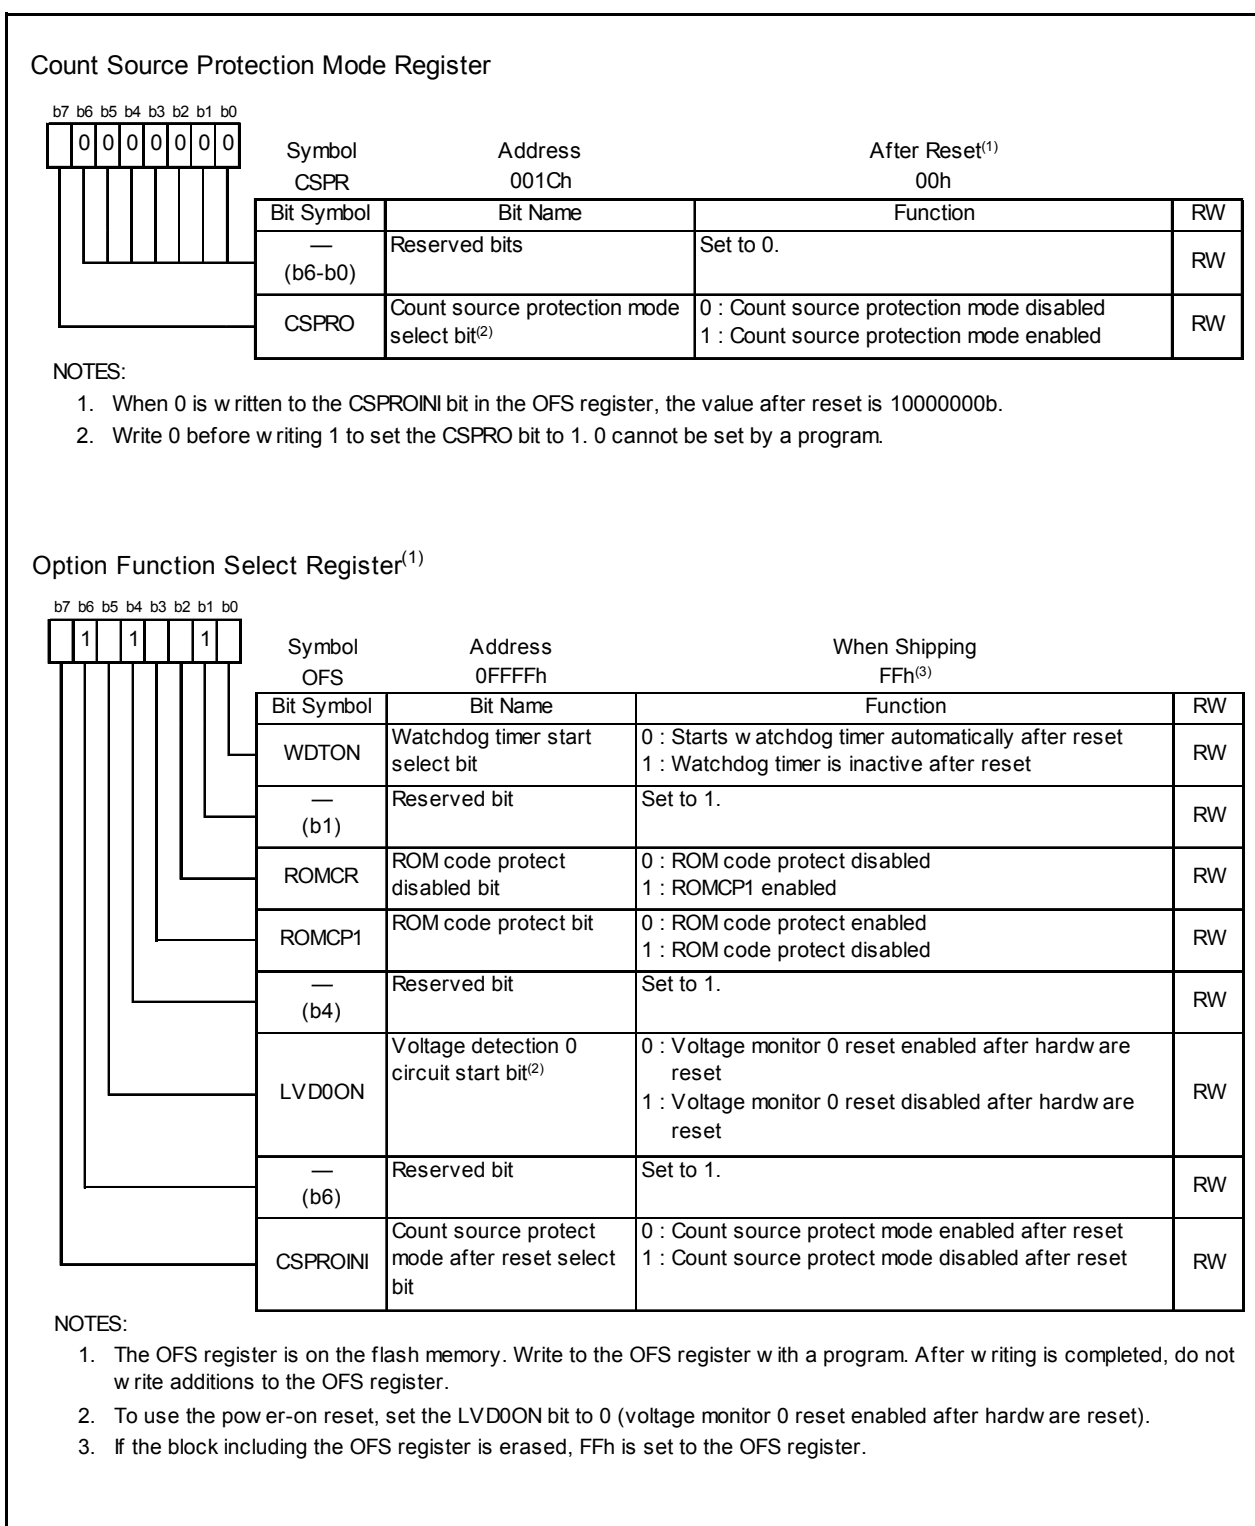 Count Source Protection Mode Register
b7 b6 b5 b4 b3 b2 b1 b0
0 0 0 0 0 0 0
Symbol Address After Reset(1)
CSPR 001Ch 00h
Bit Symbol Bit Name Function RW
— (b6-b0) Reserved bits Set to 0. RW
CSPRO Count source protection mode select bit(2) 0 : Count source protection mode disabled
1 : Count source protection mode enabled RW
NOTES:
1. When 0 is written to the CSPROINI bit in the OFS register, the value after reset is 10000000b.
2. Write 0 before writing 1 to set the CSPRO bit to 1. 0 cannot be set by a program.
Option Function Select Register(1)
b7 b6 b5 b4 b3 b2 b1 b0
1 1 1
Symbol Address When Shipping
OFS 0FFFFh FFh(3)
Bit Symbol Bit Name Function RW
WDTON Watchdog timer start select bit 0 : Starts watchdog timer automatically after reset
1 : Watchdog timer is inactive after reset RW
— (b1) Reserved bit Set to 1. RW
ROMCR ROM code protect disabled bit 0 : ROM code protect disabled
1 : ROMCP1 enabled RW
ROMCP1 ROM code protect bit 0 : ROM code protect enabled
1 : ROM code protect disabled RW
— (b4) Reserved bit Set to 1. RW
LVD0ON Voltage detection 0 circuit start bit(2) 0 : Voltage monitor 0 reset enabled after hardware reset
1 : Voltage monitor 0 reset disabled after hardware reset RW
— (b6) Reserved bit Set to 1. RW
CSPROINI Count source protect mode after reset select bit 0 : Count source protect mode enabled after reset
1 : Count source protect mode disabled after reset RW
NOTES:
1. The OFS register is on the flash memory. Write to the OFS register with a program. After writing is completed, do not
write additions to the OFS register.
2. To use the power-on reset, set the LVD0ON bit to 0 (voltage monitor 0 reset enabled after hardware reset).
3. If the block including the OFS register is erased, FFh is set to the OFS register.